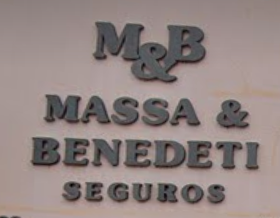 M&B
MASSA &
BENEDETI
SEGUROS